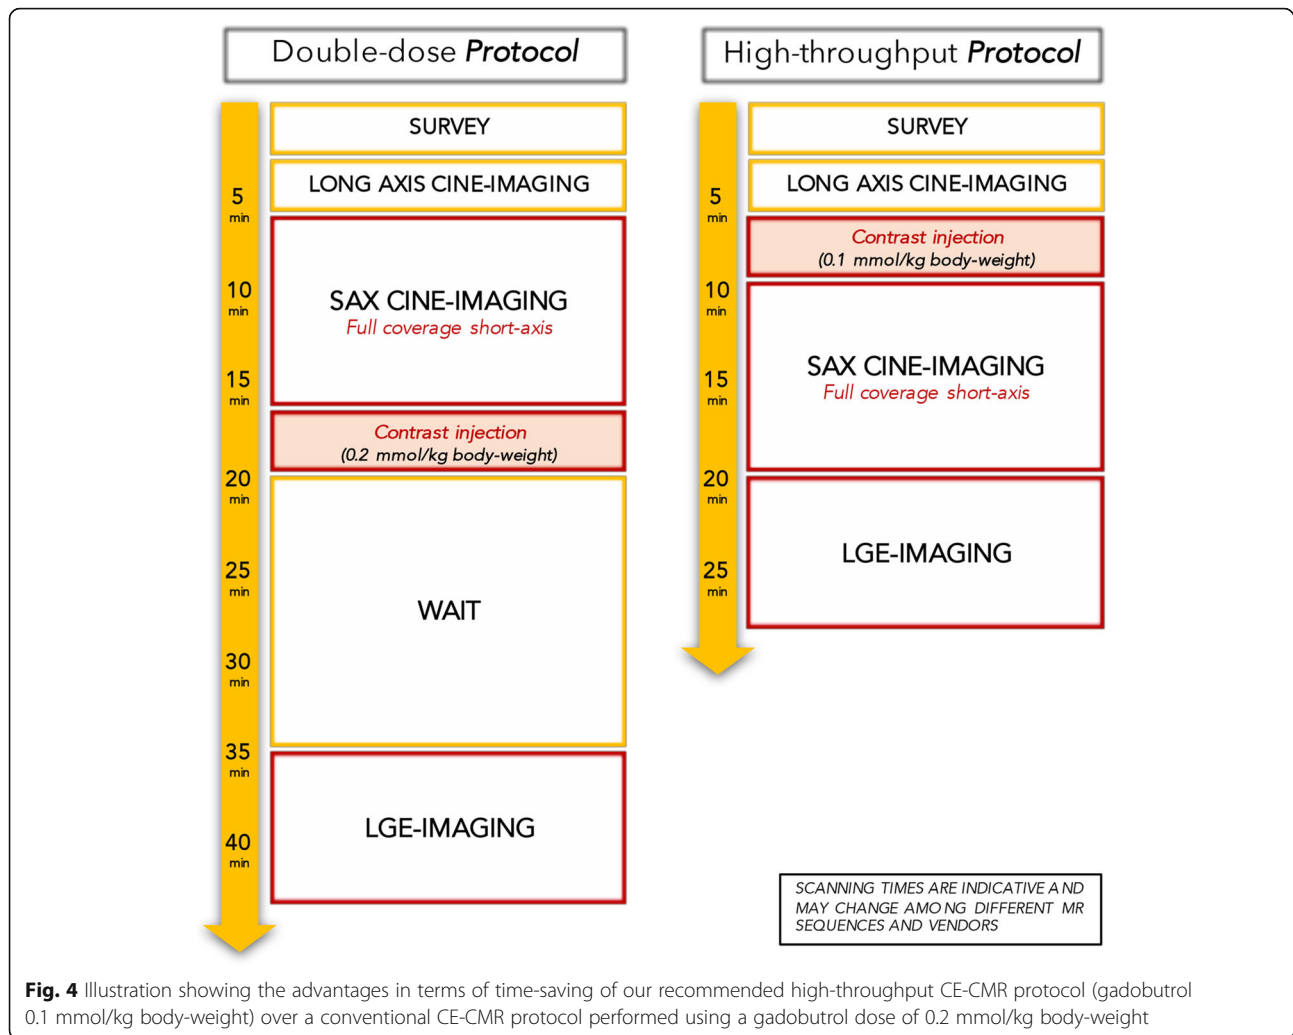 Double-dose Protocol
SURVEY
LONG AXIS CINE-IMAGING
5
min
SAX CINE-IMAGING
Full coverage short-axis
10
min
15
min
Contrast injection
(0.2 mmol/kg body-weight)
20
min
WAIT
25
min
30
min
35
min
LGE-IMAGING
40
min
High-throughput Protocol
SURVEY
LONG AXIS CINE-IMAGING
5
min
Contrast injection
(0.1 mmol/kg body-weight)
10
min
SAX CINE-IMAGING
Full coverage short-axis
15
min
20
min
LGE-IMAGING
25
min
SCANNING TIMES ARE INDICATIVE AND
MAY CHANGE AMONG DIFFERENT MR
SEQUENCES AND VENDORS
Fig. 4 Illustration showing the advantages in terms of time-saving of our recommended high-throughput CE-CMR protocol (gadobutrol
0.1 mmol/kg body-weight) over a conventional CE-CMR protocol performed using a gadobutrol dose of 0.2 mmol/kg body-weight